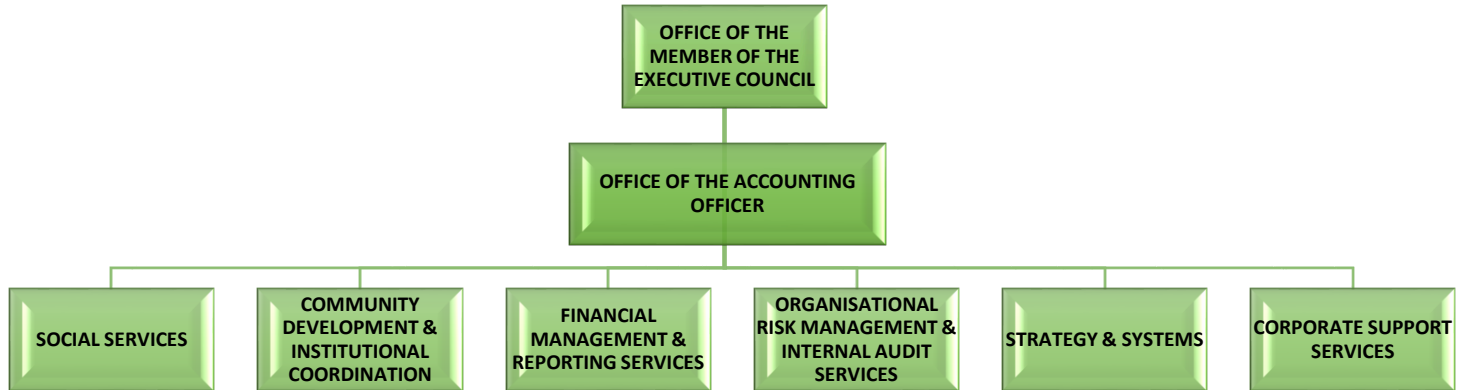 OFFICE OF THE
MEMBER OF THE
EXECUTIVE COUNCIL
OFFICE OF THE ACCOUNTING
OFFICER
SOCIAL SERVICES
COMMUNITY
DEVELOPMENT &
INSTITUTIONAL
COORDINATION
FINANCIAL
MANAGEMENT &
REPORTING SERVICES
ORGANISATIONAL
RISK MANAGEMENT &
INTERNAL AUDIT
SERVICES
STRATEGY & SYSTEMS
CORPORATE SUPPORT
SERVICES